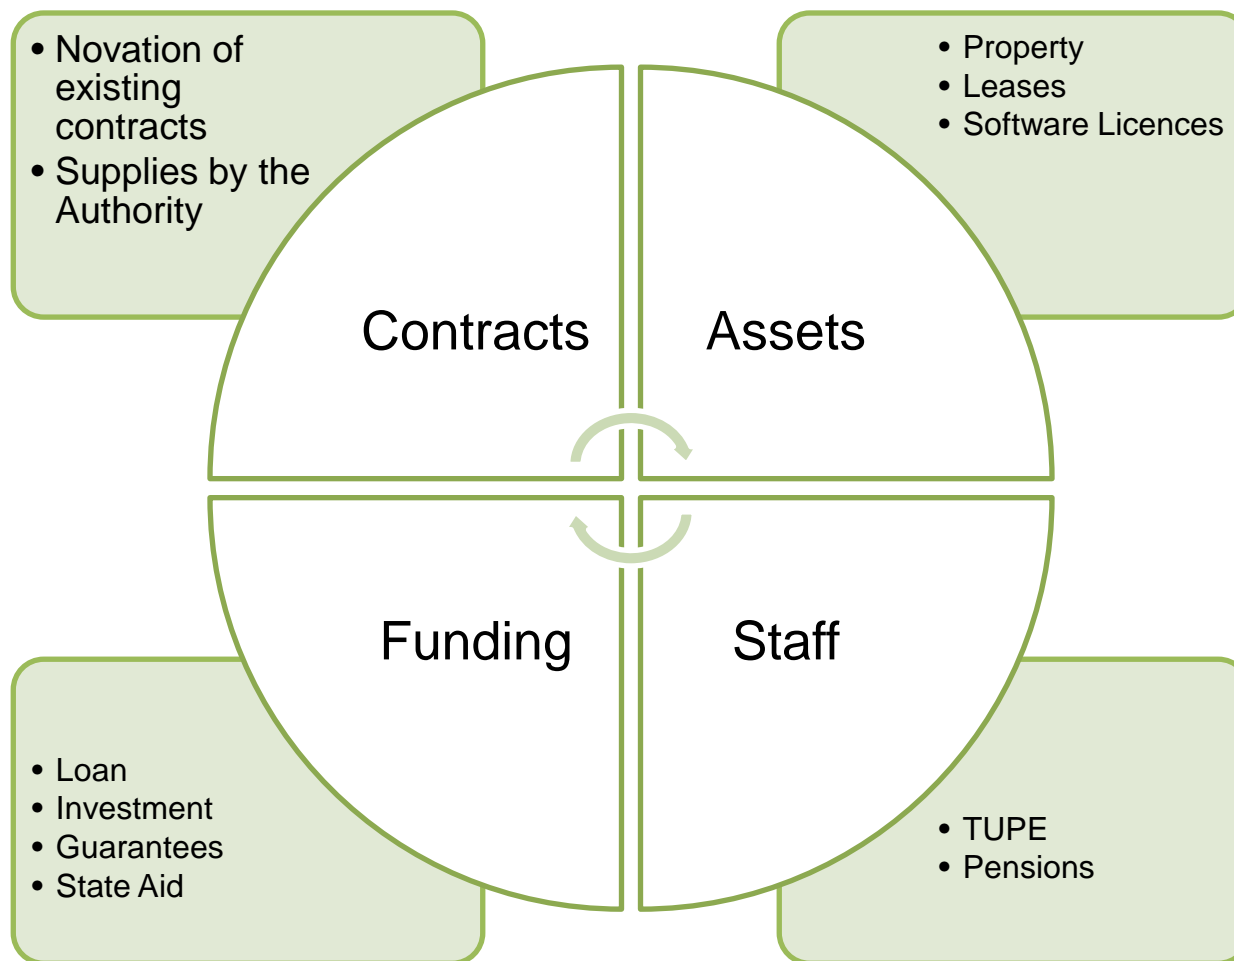 • Novation of
existing
contracts
• Supplies by the
Authority
• Property
• Leases
• Software Licences
Contracts
Assets
Funding
Staff
• Loan
• Investment
• Guarantees
• State Aid
• TUPE
• Pensions